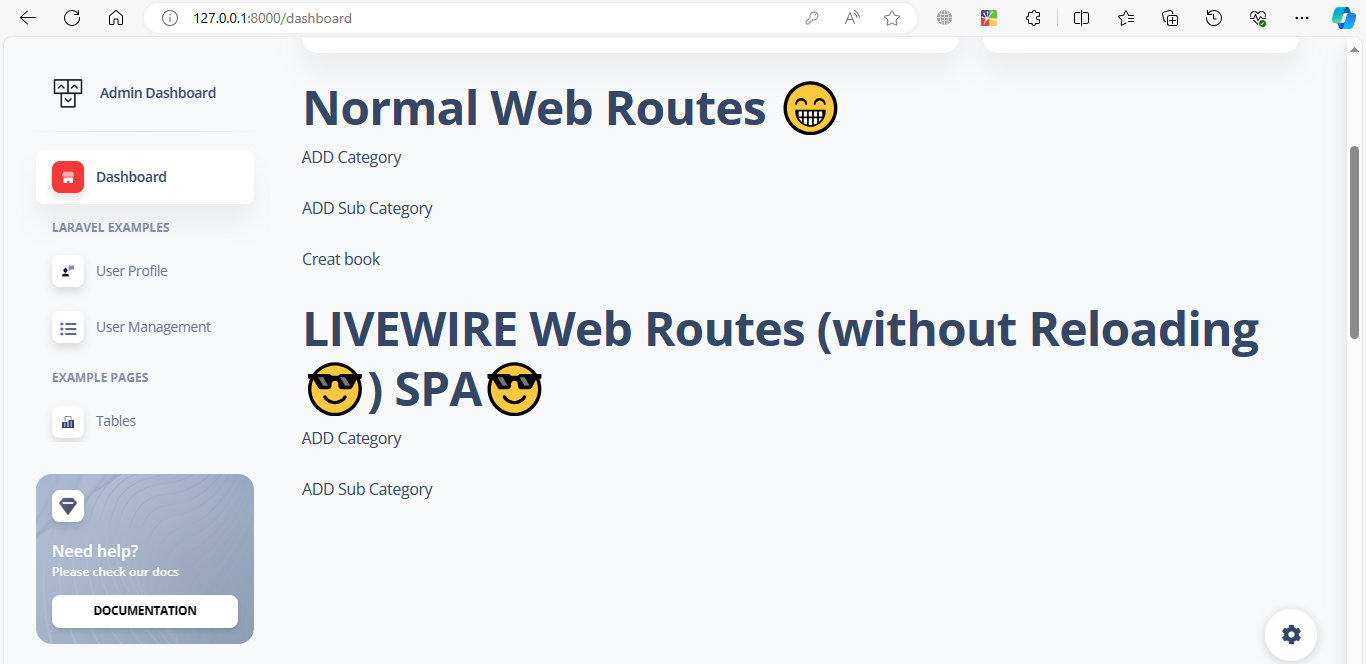 127.0.0.1:8000/dashboard
Admin Dashboard
Dashboard
LARAVEL EXAMPLES
User Profile
User Management
EXAMPLE PAGES
Tables
Need help?
Please check our docs
DOCUMENTATION
Normal Web Routes 😁
ADD Category
ADD Sub Category
Creat book
LIVEWIRE Web Routes (without Reloading
😎) SPA😎
ADD Category
ADD Sub Category